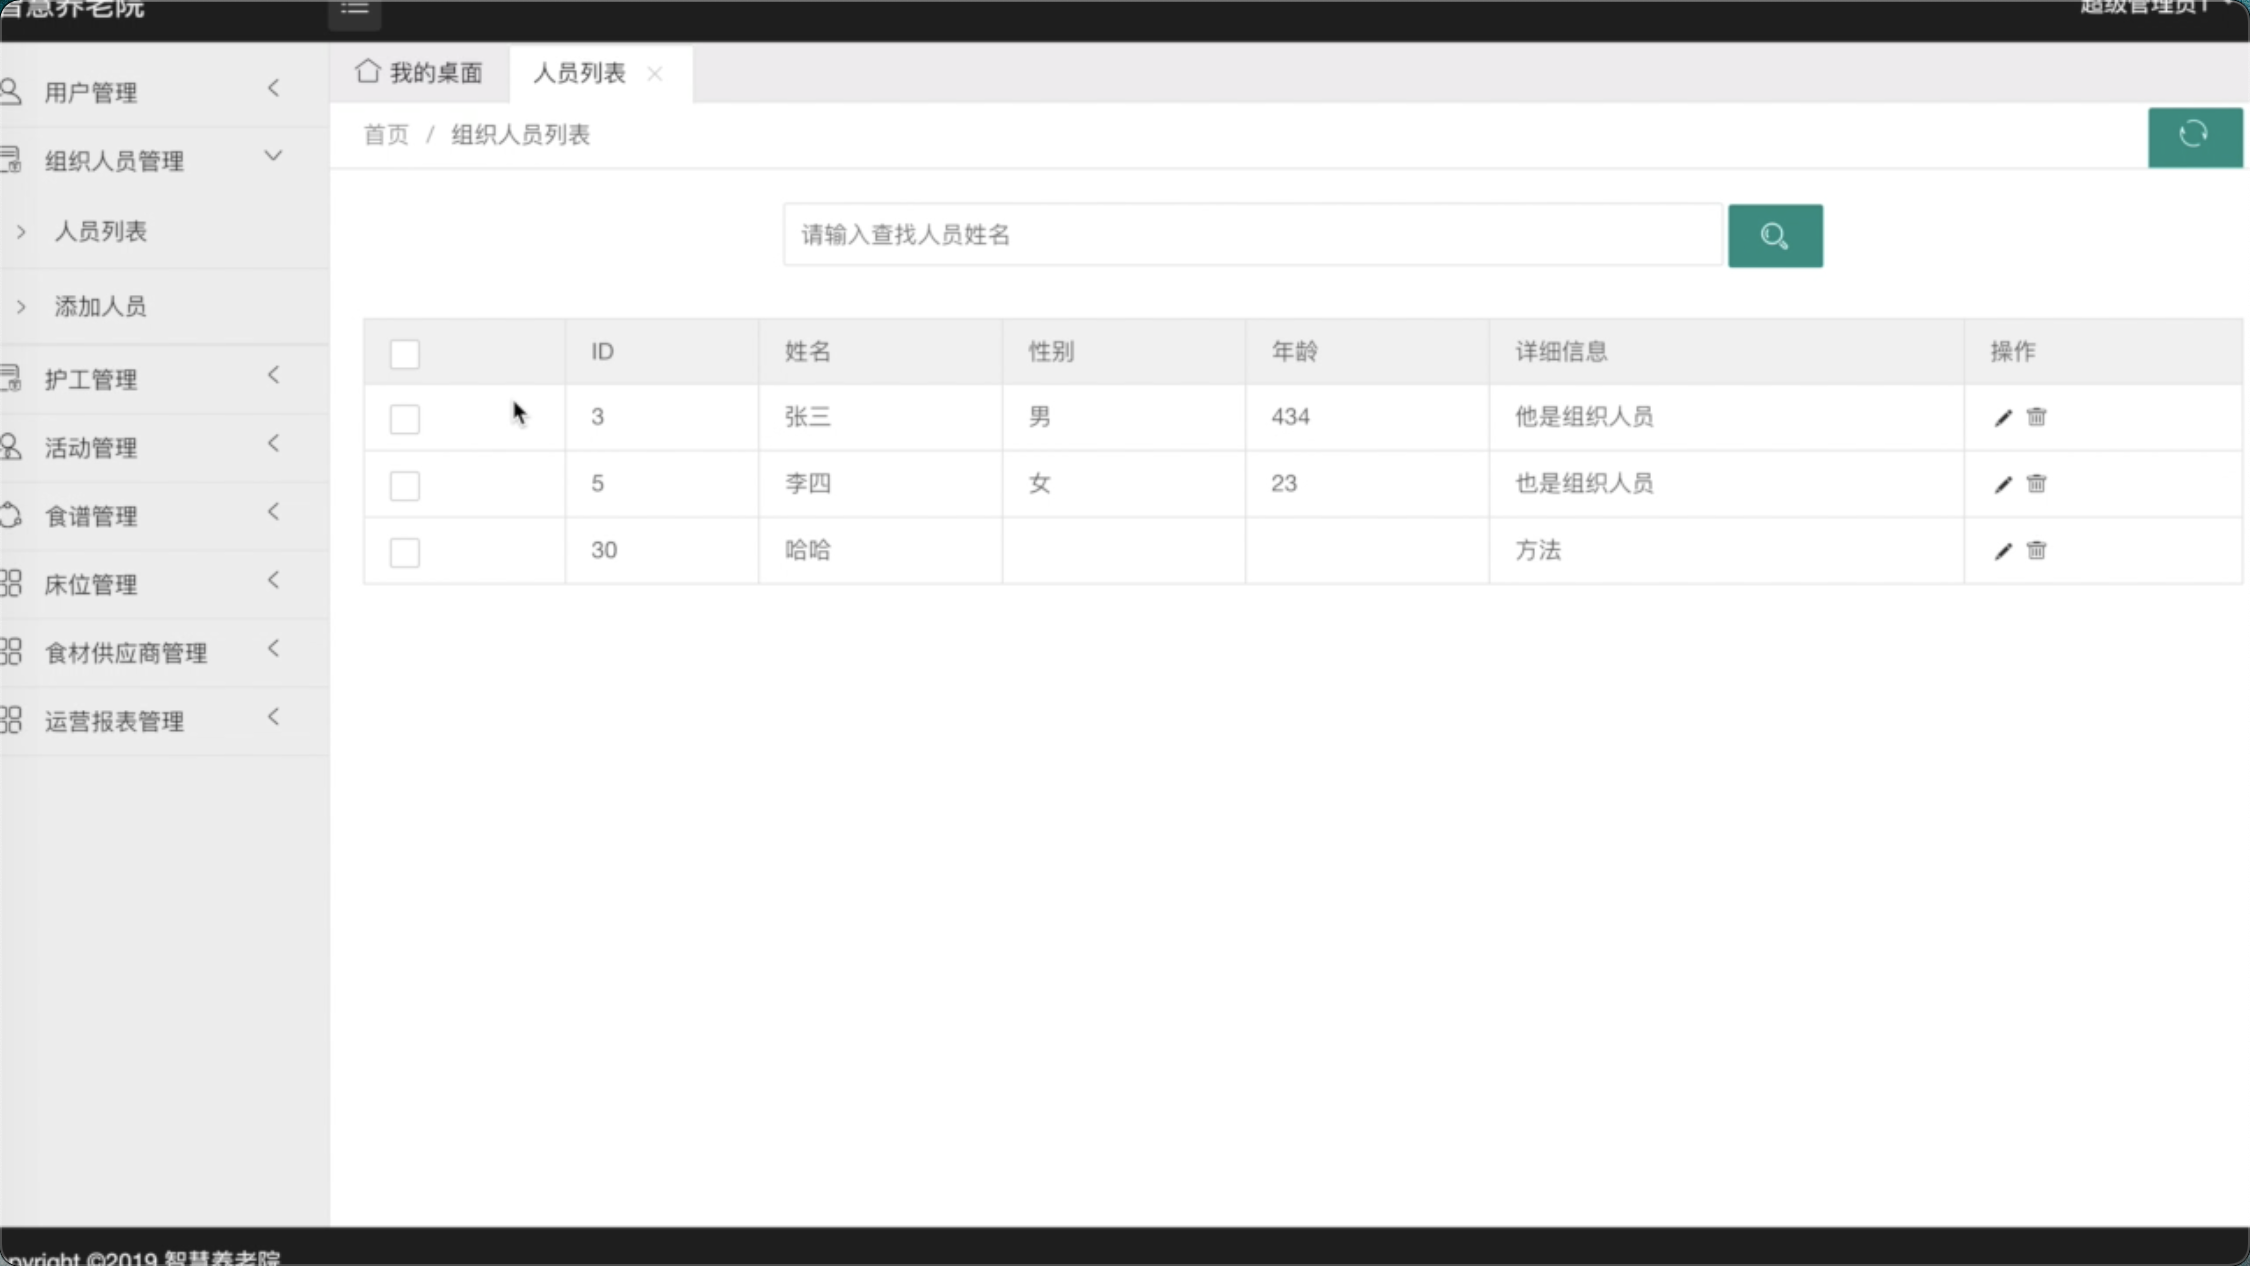 智慧养老院
超级管理员1
用户管理
组织人员管理
人员列表
添加人员
护工管理
活动管理
食谱管理
床位管理
食材供应商管理
运营报表管理
我的桌面 人员列表
首页 / 组织人员列表
请输入查找人员姓名
ID 姓名 性别 年龄 详细信息 操作
3 张三 男 434 他是组织人员
5 李四 女 23 也是组织人员
30 哈哈 方法
pyright ©2019 智慧养老院